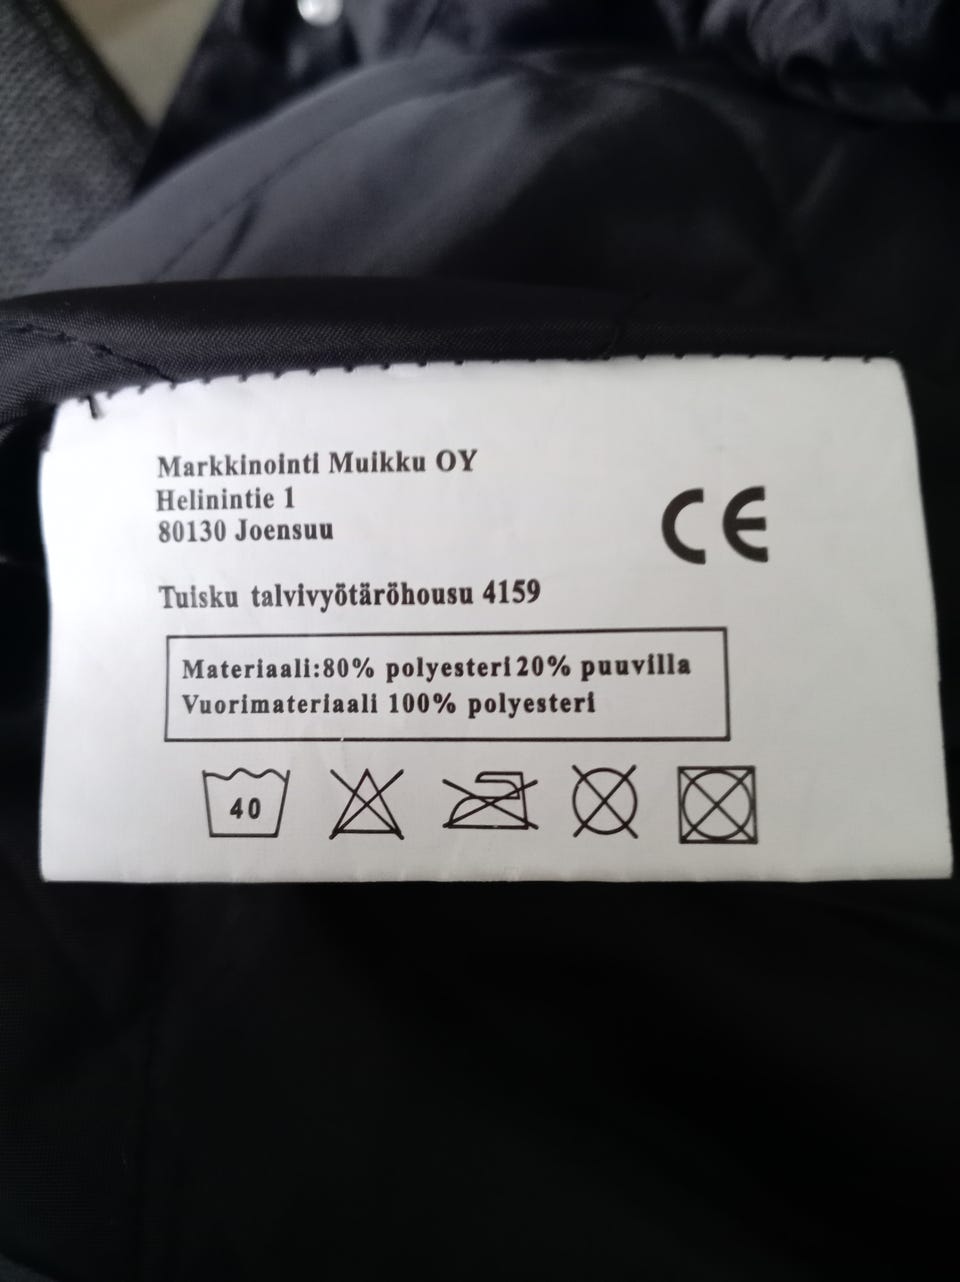 Markkinointi Muikku OY
Helinintie 1
80130 Joensuu
CE
Tuisku talvivyötäröhousu 4159
Materiaali:80% polyesteri 20% puuvilla
Vuorimateriaali 100% polyesteri
40